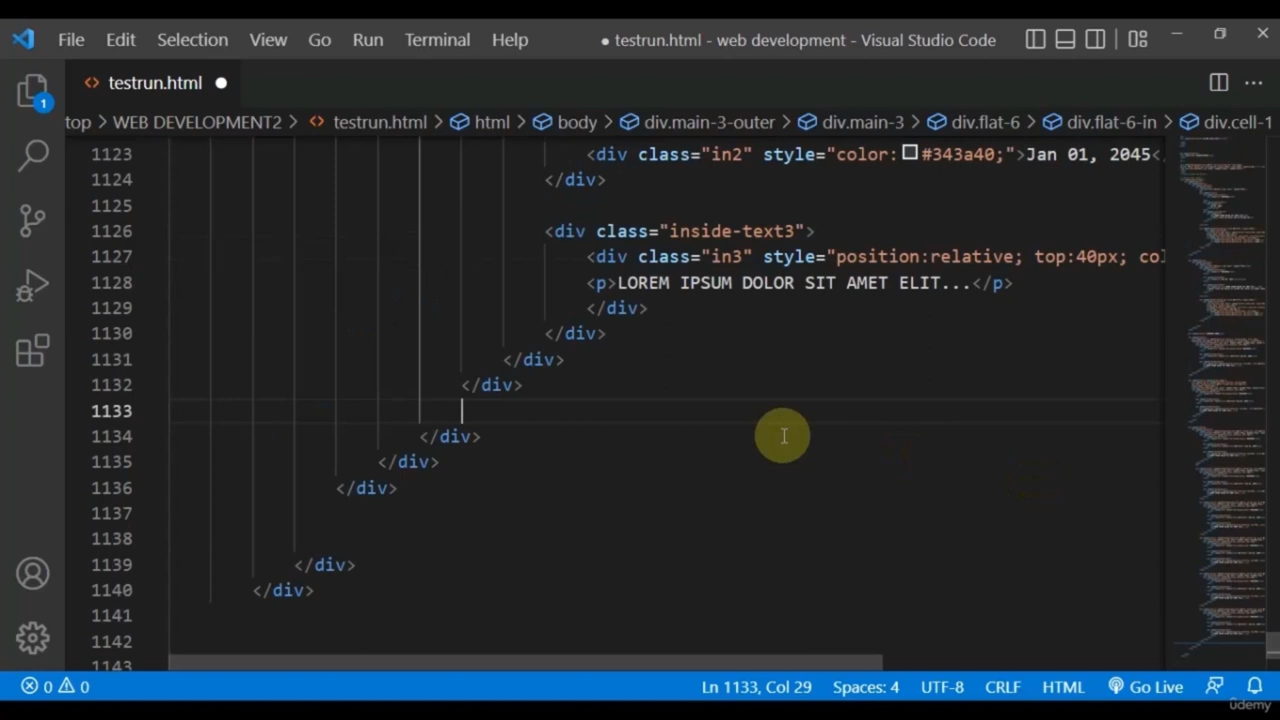 File Edit Selection View Go Run Terminal Help ● testrun.html - web development - Visual Studio Code
<> testrun.html ●
top > WEB DEVELOPMENT2 > <> testrun.html > html > body > div.main-3-outer > div.main-3 > div.flat-6 > div.flat-6-in > div.cell-1
1
1123 <div class="in2" style="color:#343a40;">Jan 01, 2045<
1124 </div>
1125
1126 <div class="inside-text3">
1127 <div class="in3" style="position:relative; top:40px; col
1128 <p>LOREM IPSUM DOLOR SIT AMET ELIT...</p>
1129 </div>
1130 </div>
1131 </div>
1132 </div>
1133
1134 </div>
1135 </div>
1136 </div>
1137
1138
1139 </div>
1140 </div>
1141
1142
1143
0 0 Ln 1133, Col 29 Spaces: 4 UTF-8 CRLF HTML Go Live
ûdemy